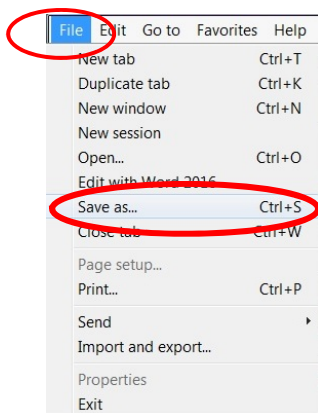 File Edit Go to Favorites Help
New tab Ctrl+T
Duplicate tab Ctrl+K
New window Ctrl+N
New session
Open... Ctrl+O
Edit with Word 2016
Save as... Ctrl+S
Close tab Ctrl+W
Page setup...
Print... Ctrl+P
Send
Import and export...
Properties
Exit